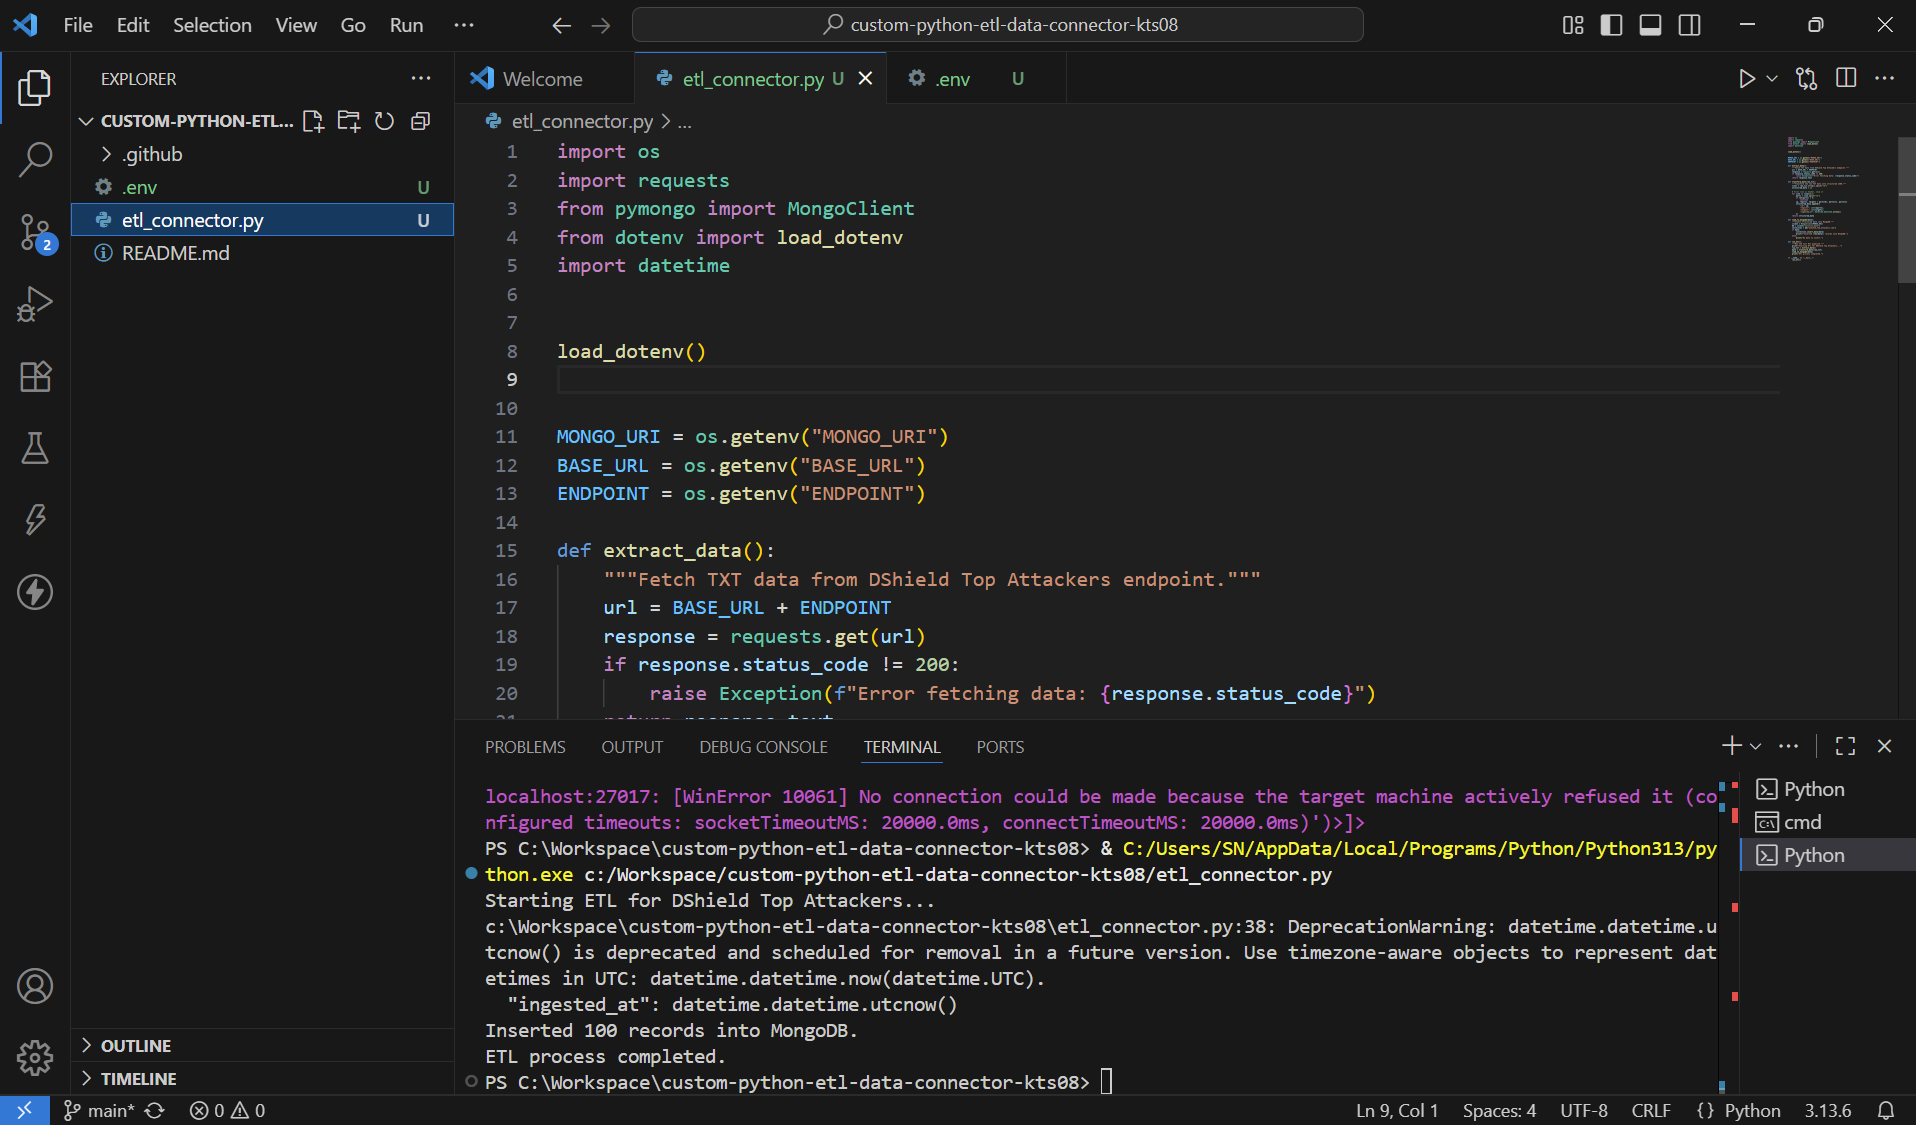 File Edit Selection View Go Run ··· custom-python-etl-data-connector-kts08
EXPLORER ···
CUSTOM-PYTHON-ETL...
.github
.env U
etl_connector.py U
README.md
2
OUTLINE
TIMELINE
Welcome etl_connector.py U .env U
etl_connector.py > ...
1 import os
2 import requests
3 from pymongo import MongoClient
4 from dotenv import load_dotenv
5 import datetime
6
7
8 load_dotenv()
9
10
11 MONGO_URI = os.getenv("MONGO_URI")
12 BASE_URL = os.getenv("BASE_URL")
13 ENDPOINT = os.getenv("ENDPOINT")
14
15 def extract_data():
16 """Fetch TXT data from DShield Top Attackers endpoint."""
17 url = BASE_URL + ENDPOINT
18 response = requests.get(url)
19 if response.status_code != 200:
20 raise Exception(f"Error fetching data: {response.status_code}")
21 return response.text
PROBLEMS OUTPUT DEBUG CONSOLE TERMINAL PORTS
localhost:27017: [WinError 10061] No connection could be made because the target machine actively refused it (co
nfigured timeouts: socketTimeoutMS: 20000.0ms, connectTimeoutMS: 20000.0ms)')>]>
PS C:\Workspace\custom-python-etl-data-connector-kts08> & C:/Users/SN/AppData/Local/Programs/Python/Python313/py
thon.exe c:/Workspace/custom-python-etl-data-connector-kts08/etl_connector.py
Starting ETL for DShield Top Attackers...
c:\Workspace\custom-python-etl-data-connector-kts08\etl_connector.py:38: DeprecationWarning: datetime.datetime.u
tcnow() is deprecated and scheduled for removal in a future version. Use timezone-aware objects to represent dat
etimes in UTC: datetime.datetime.now(datetime.UTC).
"ingested_at": datetime.datetime.utcnow()
Inserted 100 records into MongoDB.
ETL process completed.
PS C:\Workspace\custom-python-etl-data-connector-kts08>
Python
cmd
Python
main* 0 0 Ln 9, Col 1 Spaces: 4 UTF-8 CRLF {} Python 3.13.6